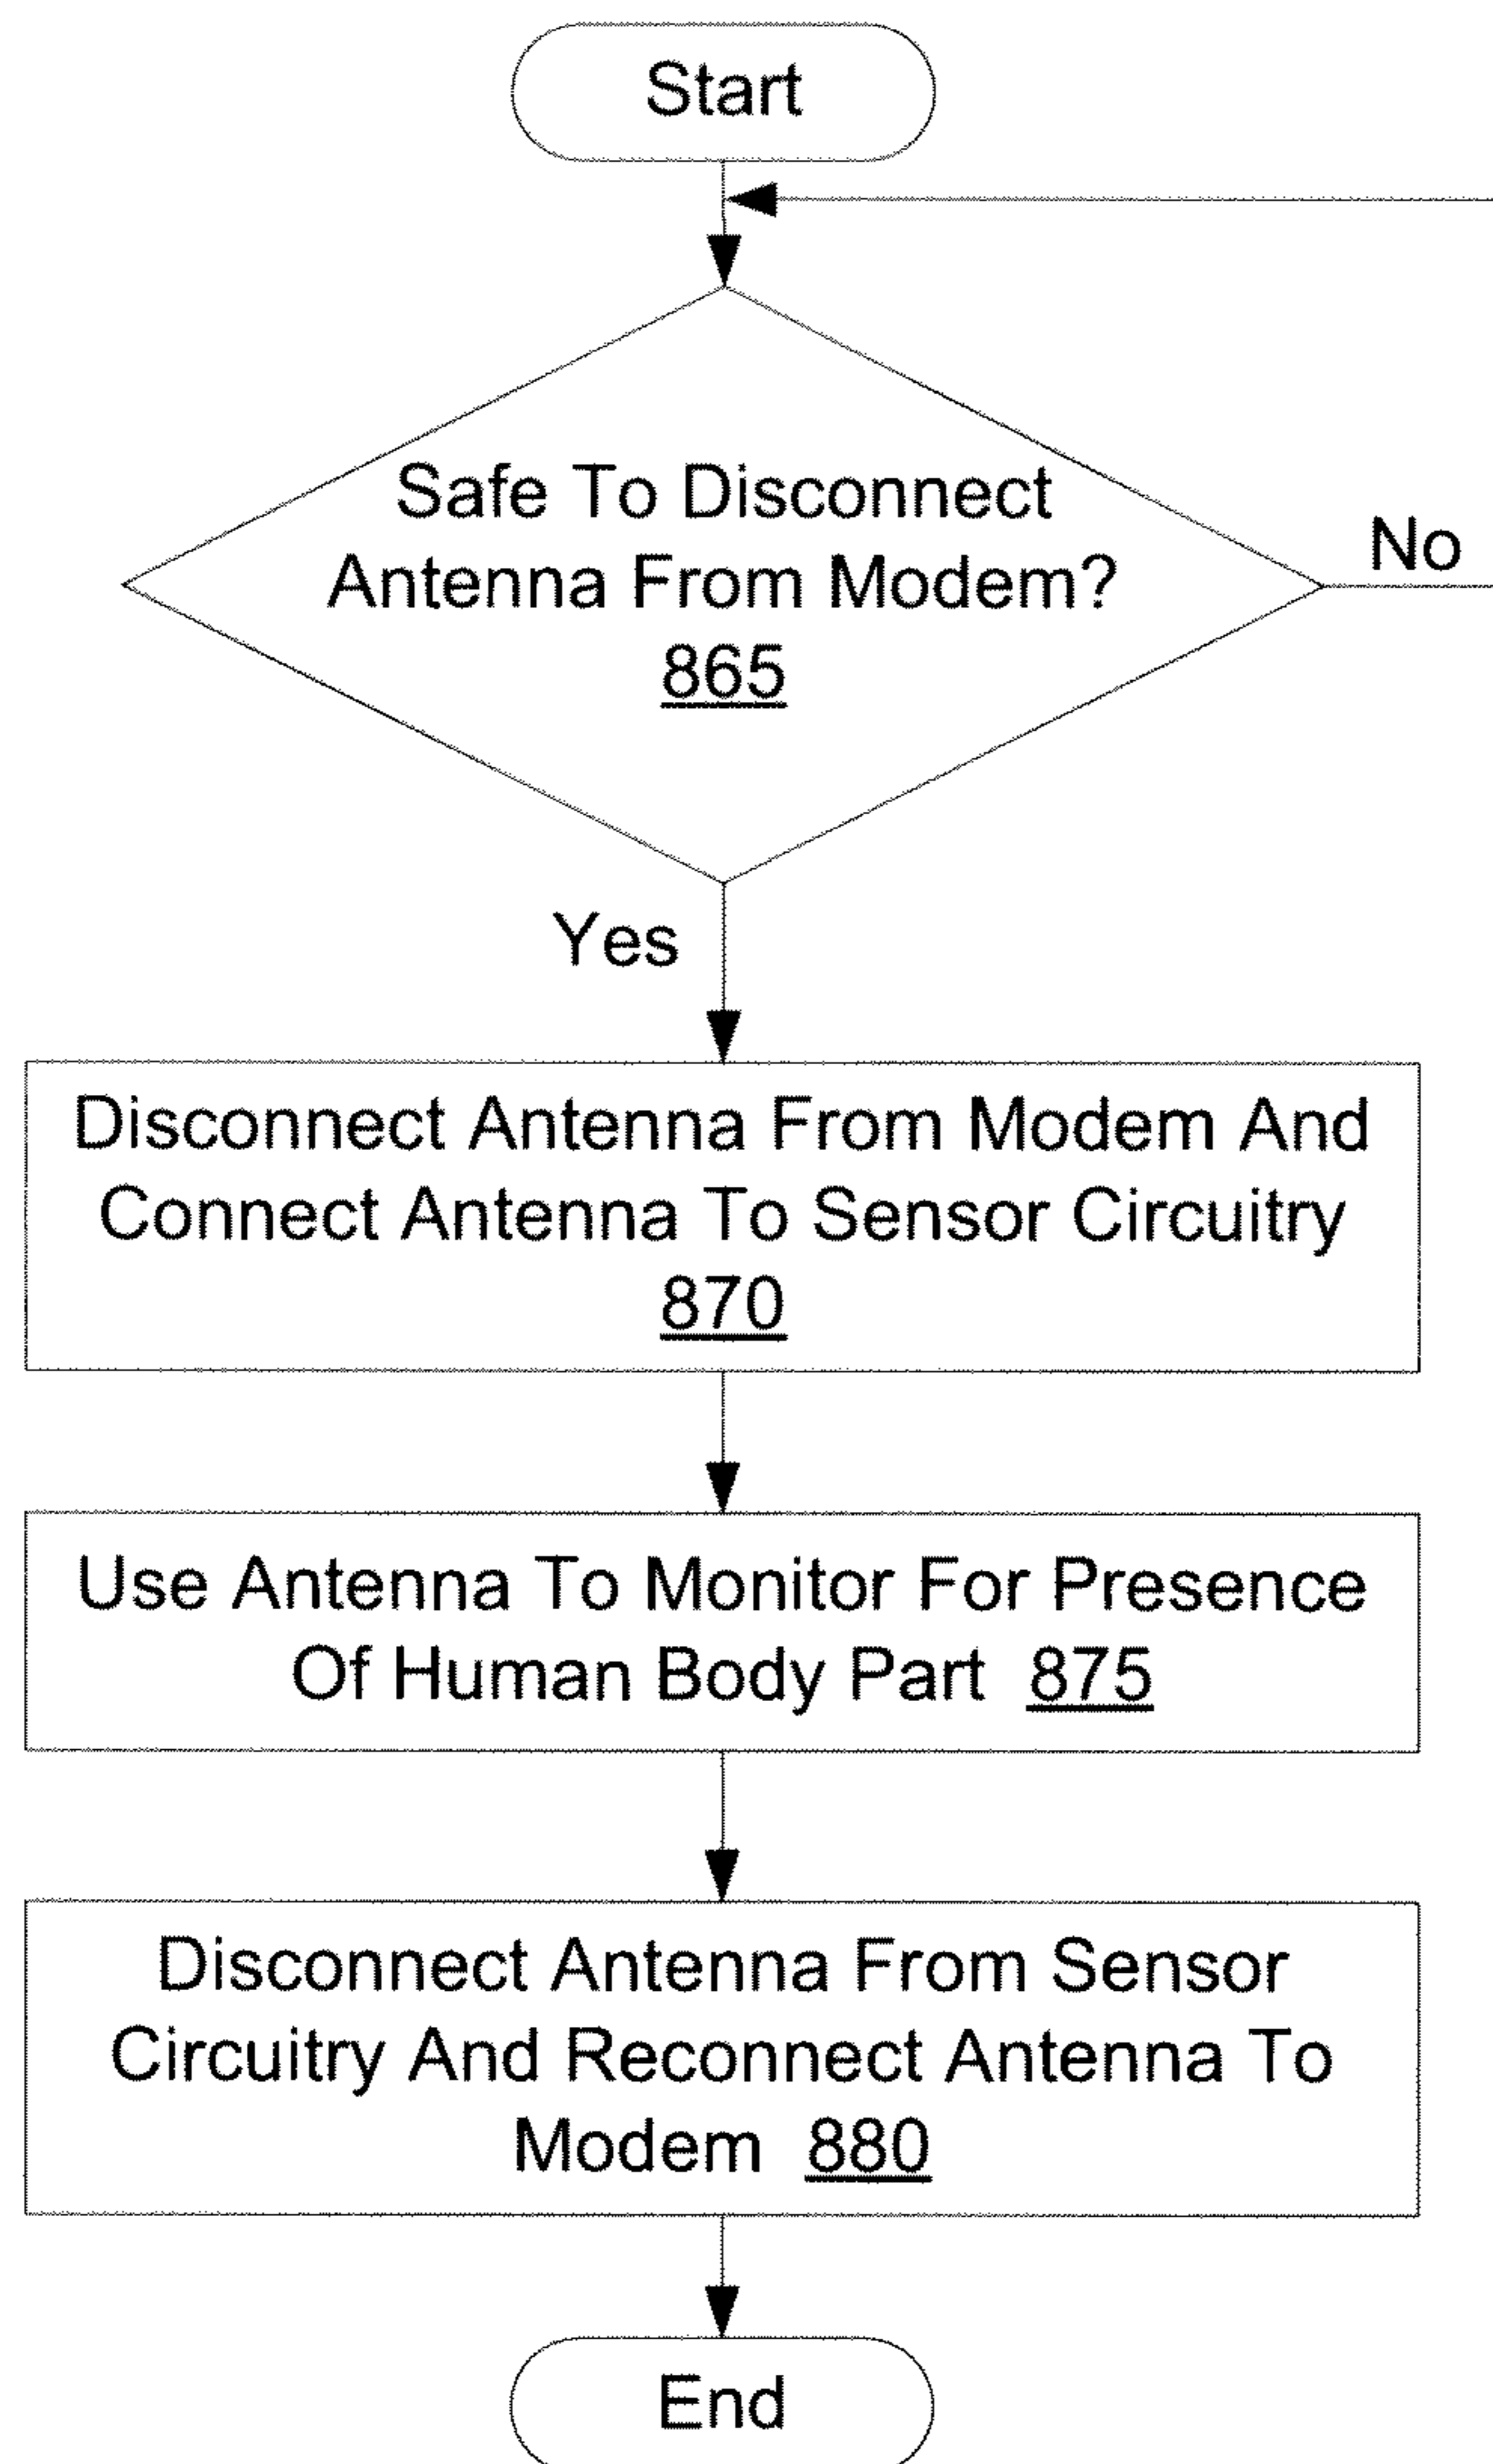 Start
Safe To Disconnect
Antenna From Modem?
865
No
Yes
Disconnect Antenna From Modem And
Connect Antenna To Sensor Circuitry
870
Use Antenna To Monitor For Presence
Of Human Body Part 875
Disconnect Antenna From Sensor
Circuitry And Reconnect Antenna To
Modem 880
End